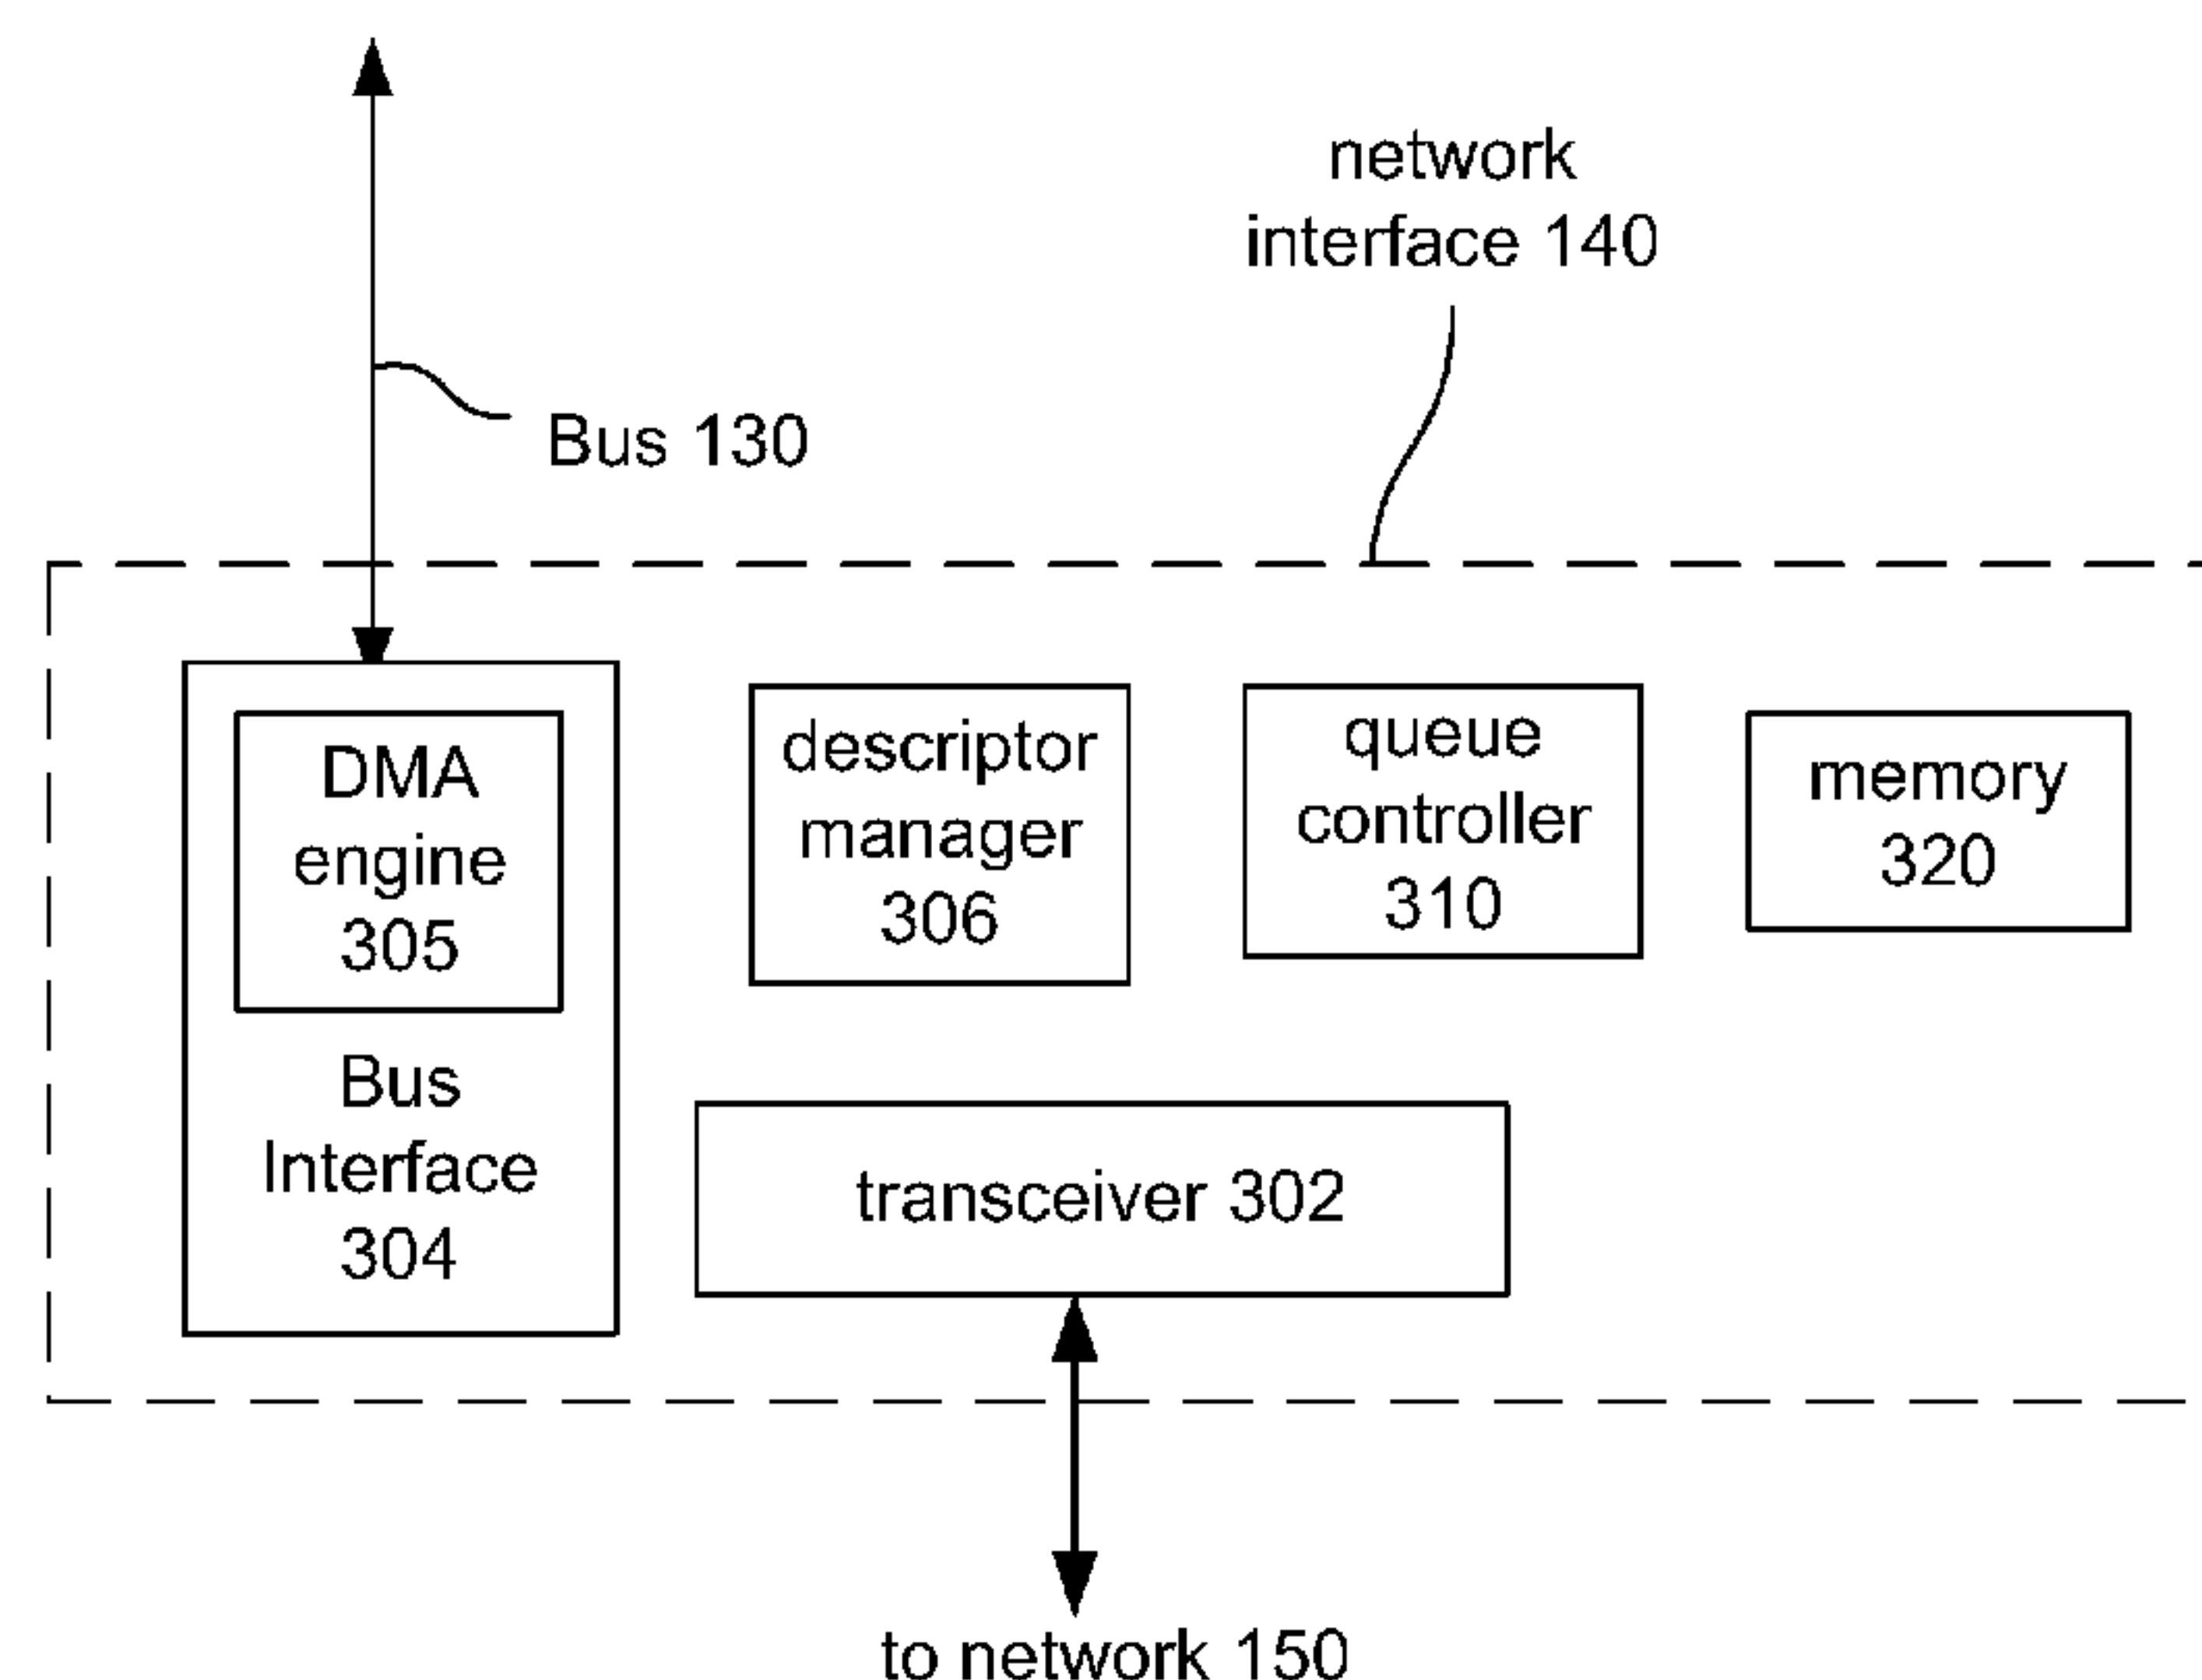 network
interface 140
Bus 130
DMA
engine
305
Bus
Interface
304
descriptor
manager
306
queue
controller
310
memory
320
transceiver 302
to network 150